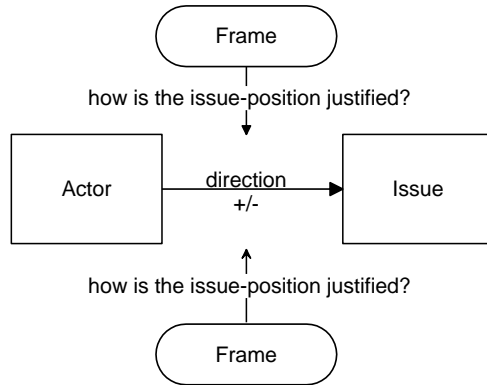 Frame
how is the issue-position justified?
Actor
direction
+/-
Issue
how is the issue-position justified?
Frame